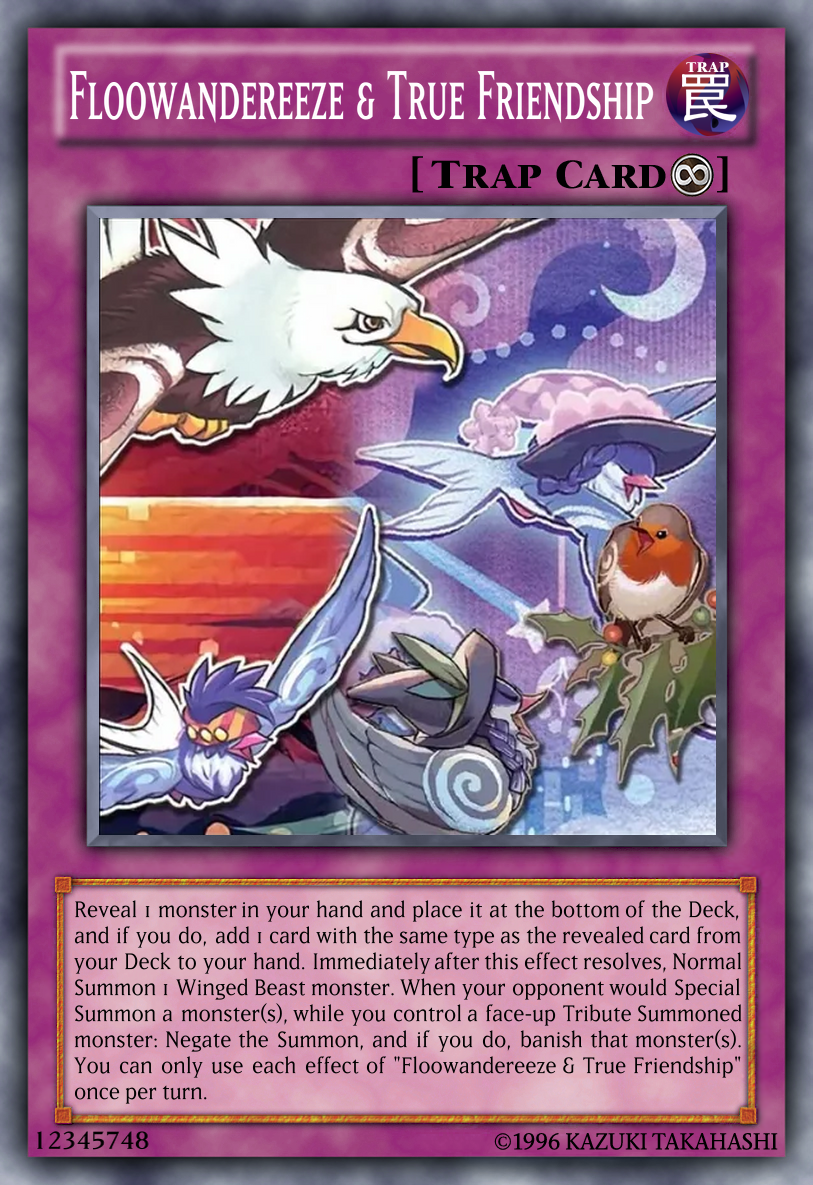 FLOOWANDEREEZE & TRUE FRIENDSHIP
TRAP
罠
[TRAP CARD∞]
Reveal 1 monster in your hand and place it at the bottom of the Deck,
and if you do, add 1 card with the same type as the revealed card from
your Deck to your hand. Immediately after this effect resolves, Normal
Summon 1 Winged Beast monster. When your opponent would Special
Summon a monster(s), while you control a face-up Tribute Summoned
monster: Negate the Summon, and if you do, banish that monster(s).
You can only use each effect of "Floowandereeze & True Friendship"
once per turn.
12345748
©1996 KAZUKI TAKAHASHI